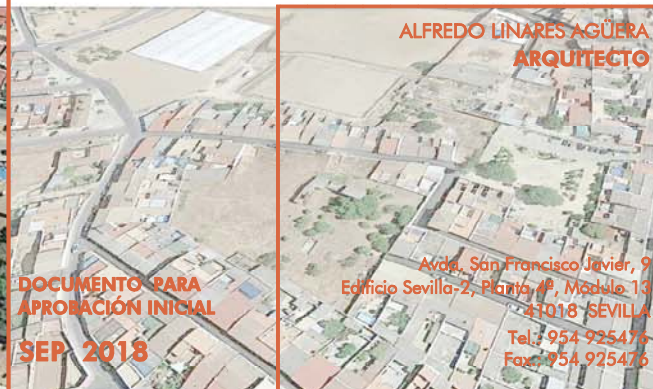 ALFREDO LINARES AGÜERA
ARQUITECTO
Avda. San Francisco Javier, 9
Edificio Sevilla-2, Planta 4ª, Módulo 13
41018 SEVILLA
Tel.: 954 925476
Fax.: 954 925476
DOCUMENTO PARA
APROBACIÓN INICIAL
SEP 2018